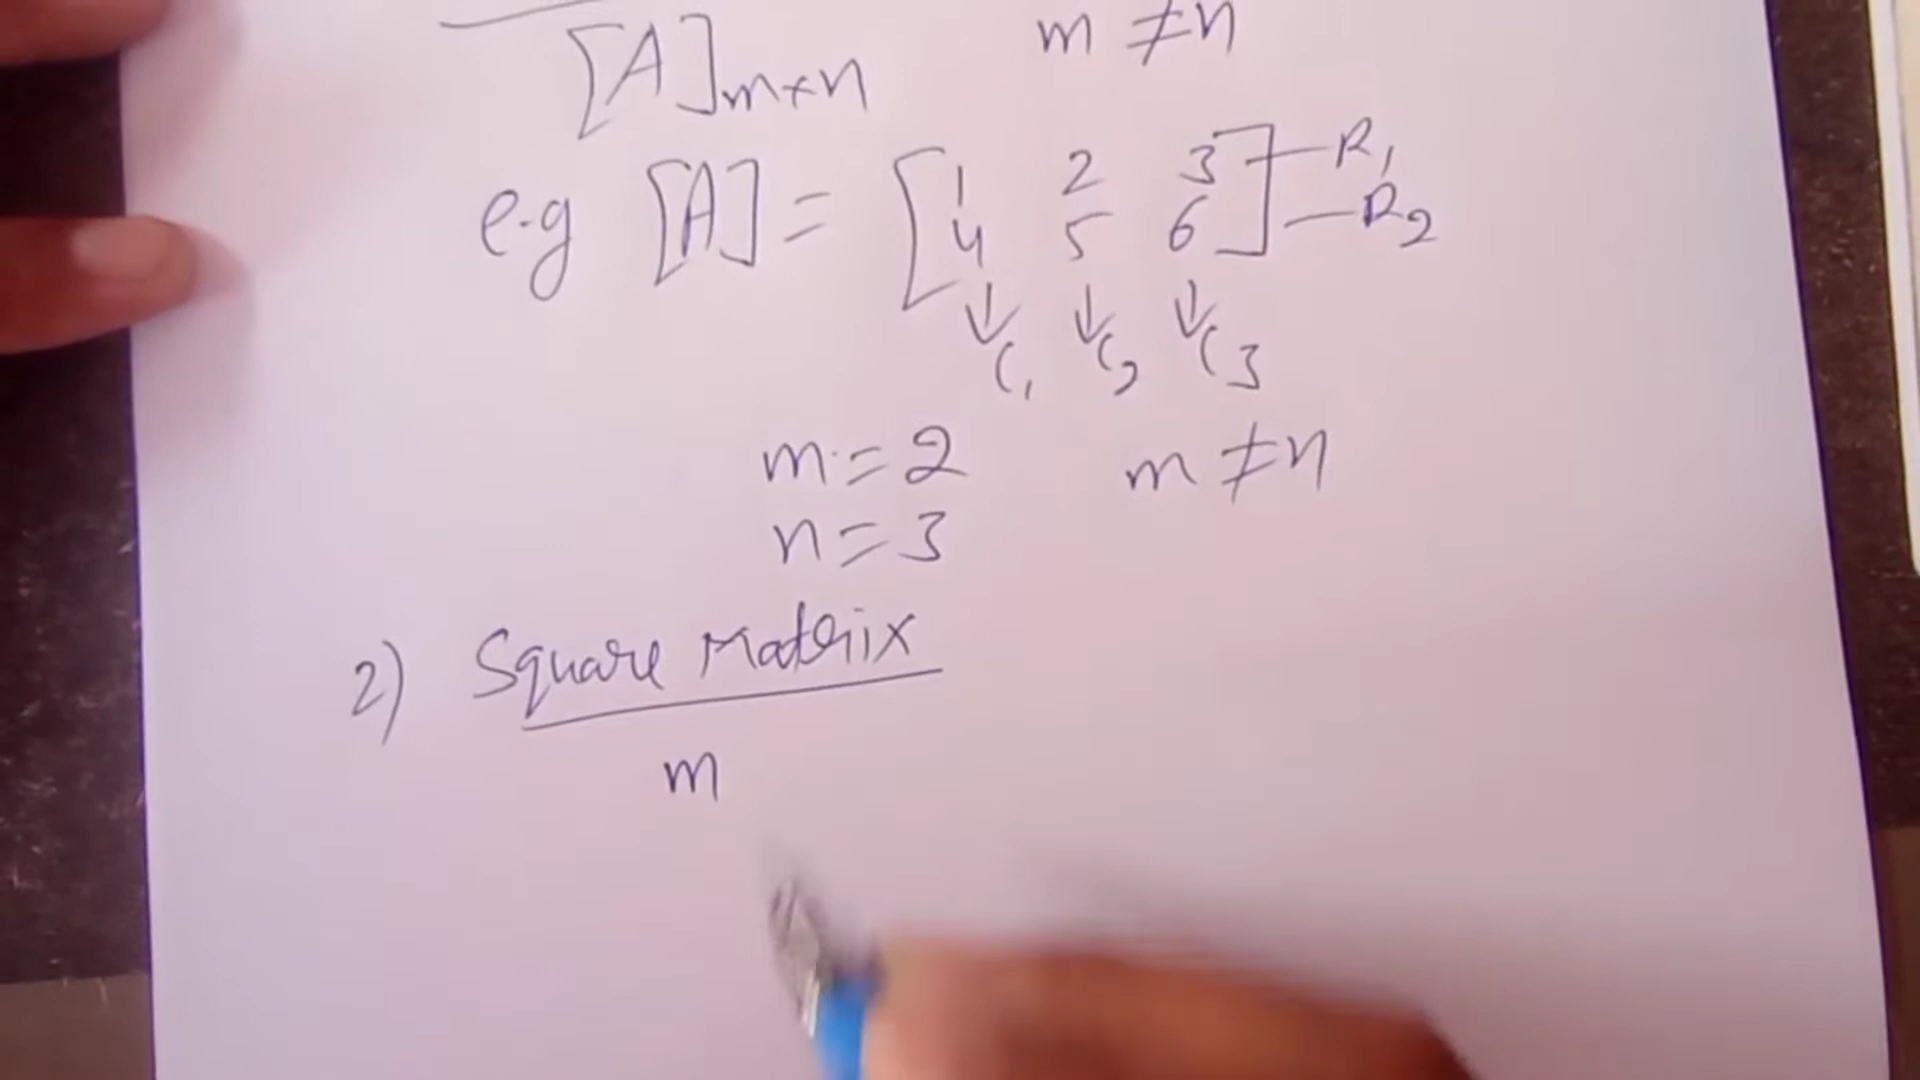 [A]m×n m ≠ n
e.g [A] = [1 2 3 — R1
4 5 6] — R2
↓ ↓ ↓
C1 C2 C3
m = 2 m ≠ n
n = 3
2) Square Matrix
m